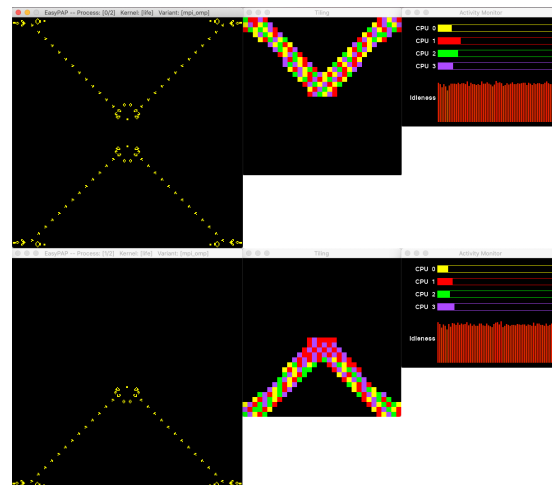 EasyPAP -- Process: [0/2] Kernel: [life] Variant: [mpi_omp]
Tiling
Activity Monitor
CPU 0
CPU 1
CPU 2
CPU 3
Idleness
EasyPAP -- Process: [1/2] Kernel: [life] Variant: [mpi_omp]
Tiling
Activity Monitor
CPU 0
CPU 1
CPU 2
CPU 3
Idleness